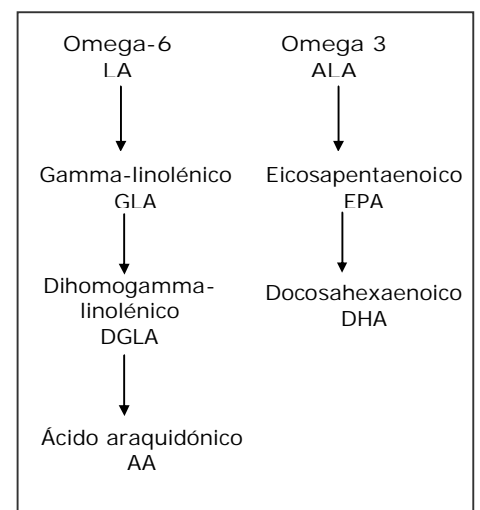 Omega-6
LA
Gamma-linolénico
GLA
Dihomogamma-
linolénico
DGLA
Ácido araquidónico
AA
Omega 3
ALA
Eicosapentaenoico
EPA
Docosahexaenoico
DHA